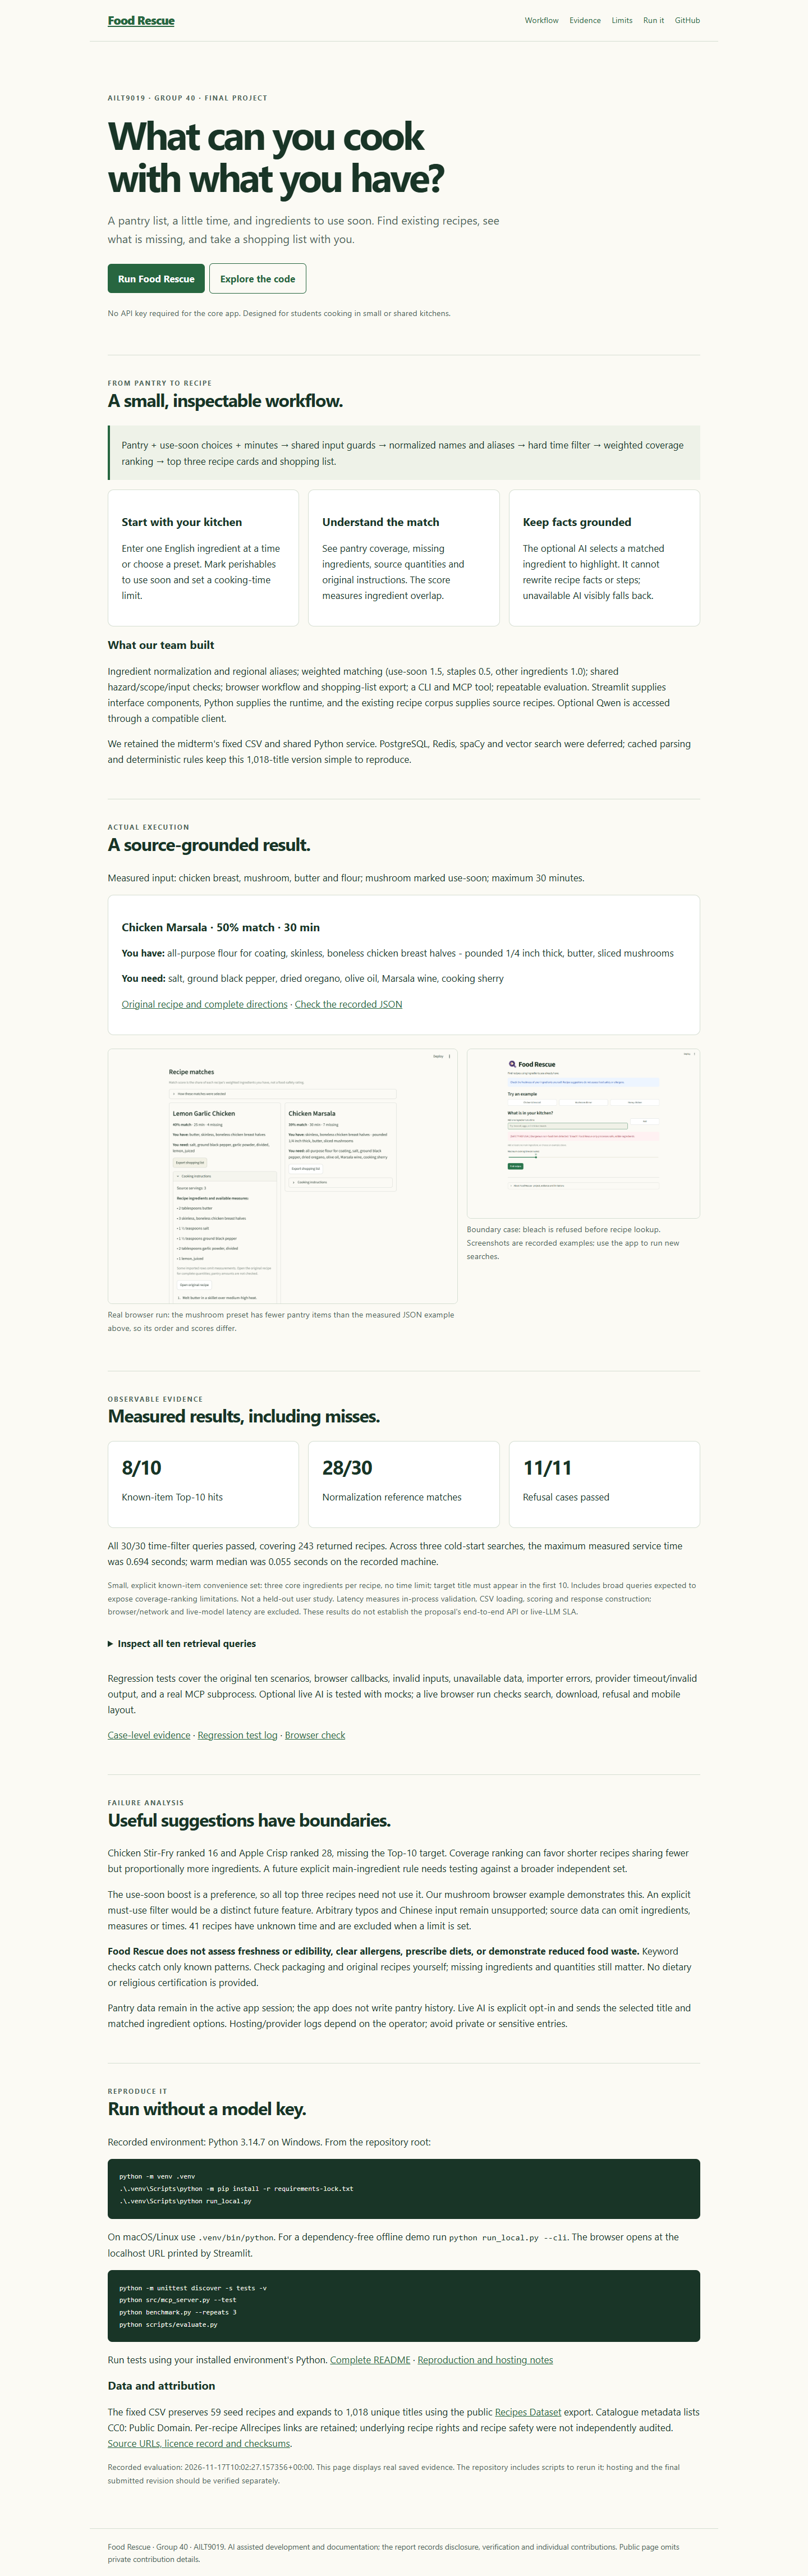 Food Rescue
Workflow Evidence Limits Run it GitHub
AILT9019 · GROUP 40 · FINAL PROJECT
What can you cook
with what you have?
A pantry list, a little time, and ingredients to use soon. Find existing recipes, see
what is missing, and take a shopping list with you.
Run Food Rescue
Explore the code
No API key required for the core app. Designed for students cooking in small or shared kitchens.
FROM PANTRY TO RECIPE
A small, inspectable workflow.
Pantry + use-soon choices + minutes → shared input guards → normalized names and aliases → hard time filter → weighted coverage
ranking → top three recipe cards and shopping list.
Start with your kitchen
Enter one English ingredient at a time
or choose a preset. Mark perishables
to use soon and set a cooking-time
limit.
Understand the match
See pantry coverage, missing
ingredients, source quantities and
original instructions. The score
measures ingredient overlap.
Keep facts grounded
The optional AI selects a matched
ingredient to highlight. It cannot
rewrite recipe facts or steps;
unavailable AI visibly falls back.
What our team built
Ingredient normalization and regional aliases; weighted matching (use-soon 1.5, staples 0.5, other ingredients 1.0); shared
hazard/scope/input checks; browser workflow and shopping-list export; a CLI and MCP tool; repeatable evaluation. Streamlit supplies
interface components, Python supplies the runtime, and the existing recipe corpus supplies source recipes. Optional Qwen is accessed
through a compatible client.
We retained the midterm's fixed CSV and shared Python service. PostgreSQL, Redis, spaCy and vector search were deferred; cached parsing
and deterministic rules keep this 1,018-title version simple to reproduce.
ACTUAL EXECUTION
A source-grounded result.
Measured input: chicken breast, mushroom, butter and flour; mushroom marked use-soon; maximum 30 minutes.
Chicken Marsala · 50% match · 30 min
You have: all-purpose flour for coating, skinless, boneless chicken breast halves - pounded 1/4 inch thick, butter, sliced mushrooms
You need: salt, ground black pepper, dried oregano, olive oil, Marsala wine, cooking sherry
Original recipe and complete directions · Check the recorded JSON
Recipe matches
Lemon Garlic Chicken
Chicken Marsala
Export shopping list
Export shopping list
Cooking instructions
Cooking instructions
Source servings: 2
Recipe ingredients and available measures:
Open original recipe
Real browser run: the mushroom preset has fewer pantry items than the measured JSON example
above, so its order and scores differ.
Food Rescue
Try an example
What is in your kitchen?
Boundary case: bleach is refused before recipe lookup.
Screenshots are recorded examples; use the app to run new
searches.
OBSERVABLE EVIDENCE
Measured results, including misses.
8/10
Known-item Top-10 hits
28/30
Normalization reference matches
11/11
Refusal cases passed
All 30/30 time-filter queries passed, covering 243 returned recipes. Across three cold-start searches, the maximum measured service time
was 0.694 seconds; warm median was 0.055 seconds on the recorded machine.
Small, explicit known-item convenience set: three core ingredients per recipe, no time limit; target title must appear in the first 10. Includes broad queries expected to
expose coverage-ranking limitations. Not a held-out user study. Latency measures in-process validation, CSV loading, scoring and response construction;
browser/network and live-model latency are excluded. These results do not establish the proposal's end-to-end API or live-LLM SLA.
▶ Inspect all ten retrieval queries
Regression tests cover the original ten scenarios, browser callbacks, invalid inputs, unavailable data, importer errors, provider timeout/invalid
output, and a real MCP subprocess. Optional live AI is tested with mocks; a live browser run checks search, download, refusal and mobile
layout.
Case-level evidence · Regression test log · Browser check
FAILURE ANALYSIS
Useful suggestions have boundaries.
Chicken Stir-Fry ranked 16 and Apple Crisp ranked 28, missing the Top-10 target. Coverage ranking can favor shorter recipes sharing fewer
but proportionally more ingredients. A future explicit main-ingredient rule needs testing against a broader independent set.
The use-soon boost is a preference, so all top three recipes need not use it. Our mushroom browser example demonstrates this. An explicit
must-use filter would be a distinct future feature. Arbitrary typos and Chinese input remain unsupported; source data can omit ingredients,
measures or times. 41 recipes have unknown time and are excluded when a limit is set.
Food Rescue does not assess freshness or edibility, clear allergens, prescribe diets, or demonstrate reduced food waste. Keyword
checks catch only known patterns. Check packaging and original recipes yourself; missing ingredients and quantities still matter. No dietary
or religious certification is provided.
Pantry data remain in the active app session; the app does not write pantry history. Live AI is explicit opt-in and sends the selected title and
matched ingredient options. Hosting/provider logs depend on the operator; avoid private or sensitive entries.
REPRODUCE IT
Run without a model key.
Recorded environment: Python 3.14.7 on Windows. From the repository root:
python -m venv .venv
.\.venv\Scripts\python -m pip install -r requirements-lock.txt
.\.venv\Scripts\python run_local.py
On macOS/Linux use .venv/bin/python. For a dependency-free offline demo run python run_local.py --cli. The browser opens at the
localhost URL printed by Streamlit.
python -m unittest discover -s tests -v
python src/mcp_server.py --test
python benchmark.py --repeats 3
python scripts/evaluate.py
Run tests using your installed environment's Python. Complete README · Reproduction and hosting notes
Data and attribution
The fixed CSV preserves 59 seed recipes and expands to 1,018 unique titles using the public Recipes Dataset export. Catalogue metadata lists
CC0: Public Domain. Per-recipe Allrecipes links are retained; underlying recipe rights and recipe safety were not independently audited.
Source URLs, licence record and checksums.
Recorded evaluation: 2026-11-17T10:02:27.157356+00:00. This page displays real saved evidence. The repository includes scripts to rerun it; hosting and the final
submitted revision should be verified separately.
Food Rescue · Group 40 · AILT9019. AI assisted development and documentation; the report records disclosure, verification and individual contributions. Public page omits
private contribution details.